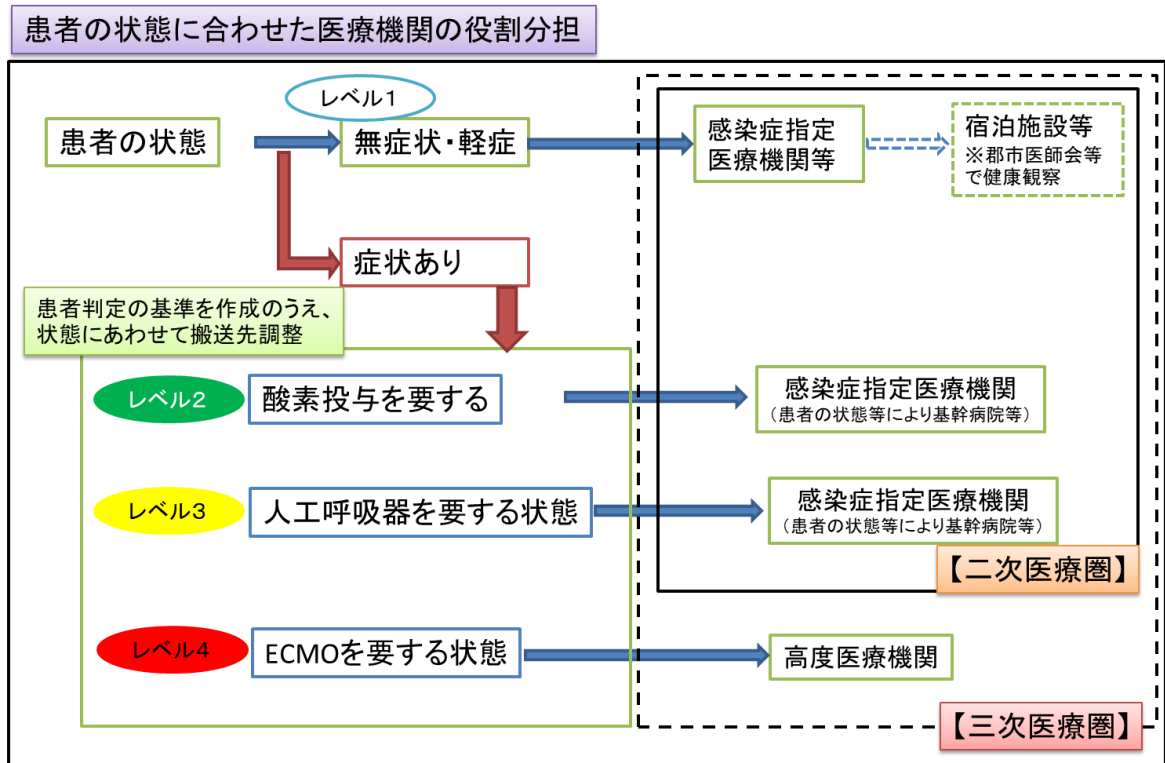 患者の状態に合わせた医療機関の役割分担
レベル１
患者の状態
無症状・軽症
感染症指定
医療機関等
宿泊施設等
※郡市医師会等
で健康観察
症状あり
患者判定の基準を作成のうえ、
状態にあわせて搬送先調整
レベル２
酸素投与を要する
感染症指定医療機関
（患者の状態等により基幹病院等）
レベル３
人工呼吸器を要する状態
感染症指定医療機関
（患者の状態等により基幹病院等）
【二次医療圏】
レベル４
ECMOを要する状態
高度医療機関
【三次医療圏】